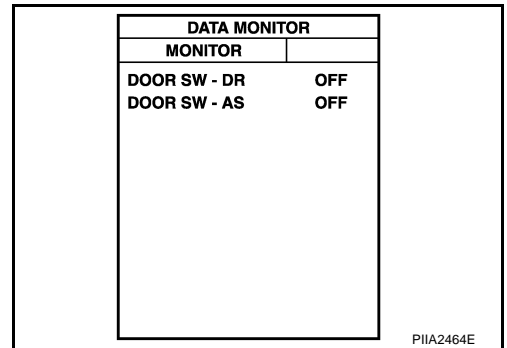 DATA MONITOR
MONITOR
DOOR SW - DR OFF
DOOR SW - AS OFF
PIIA2464E